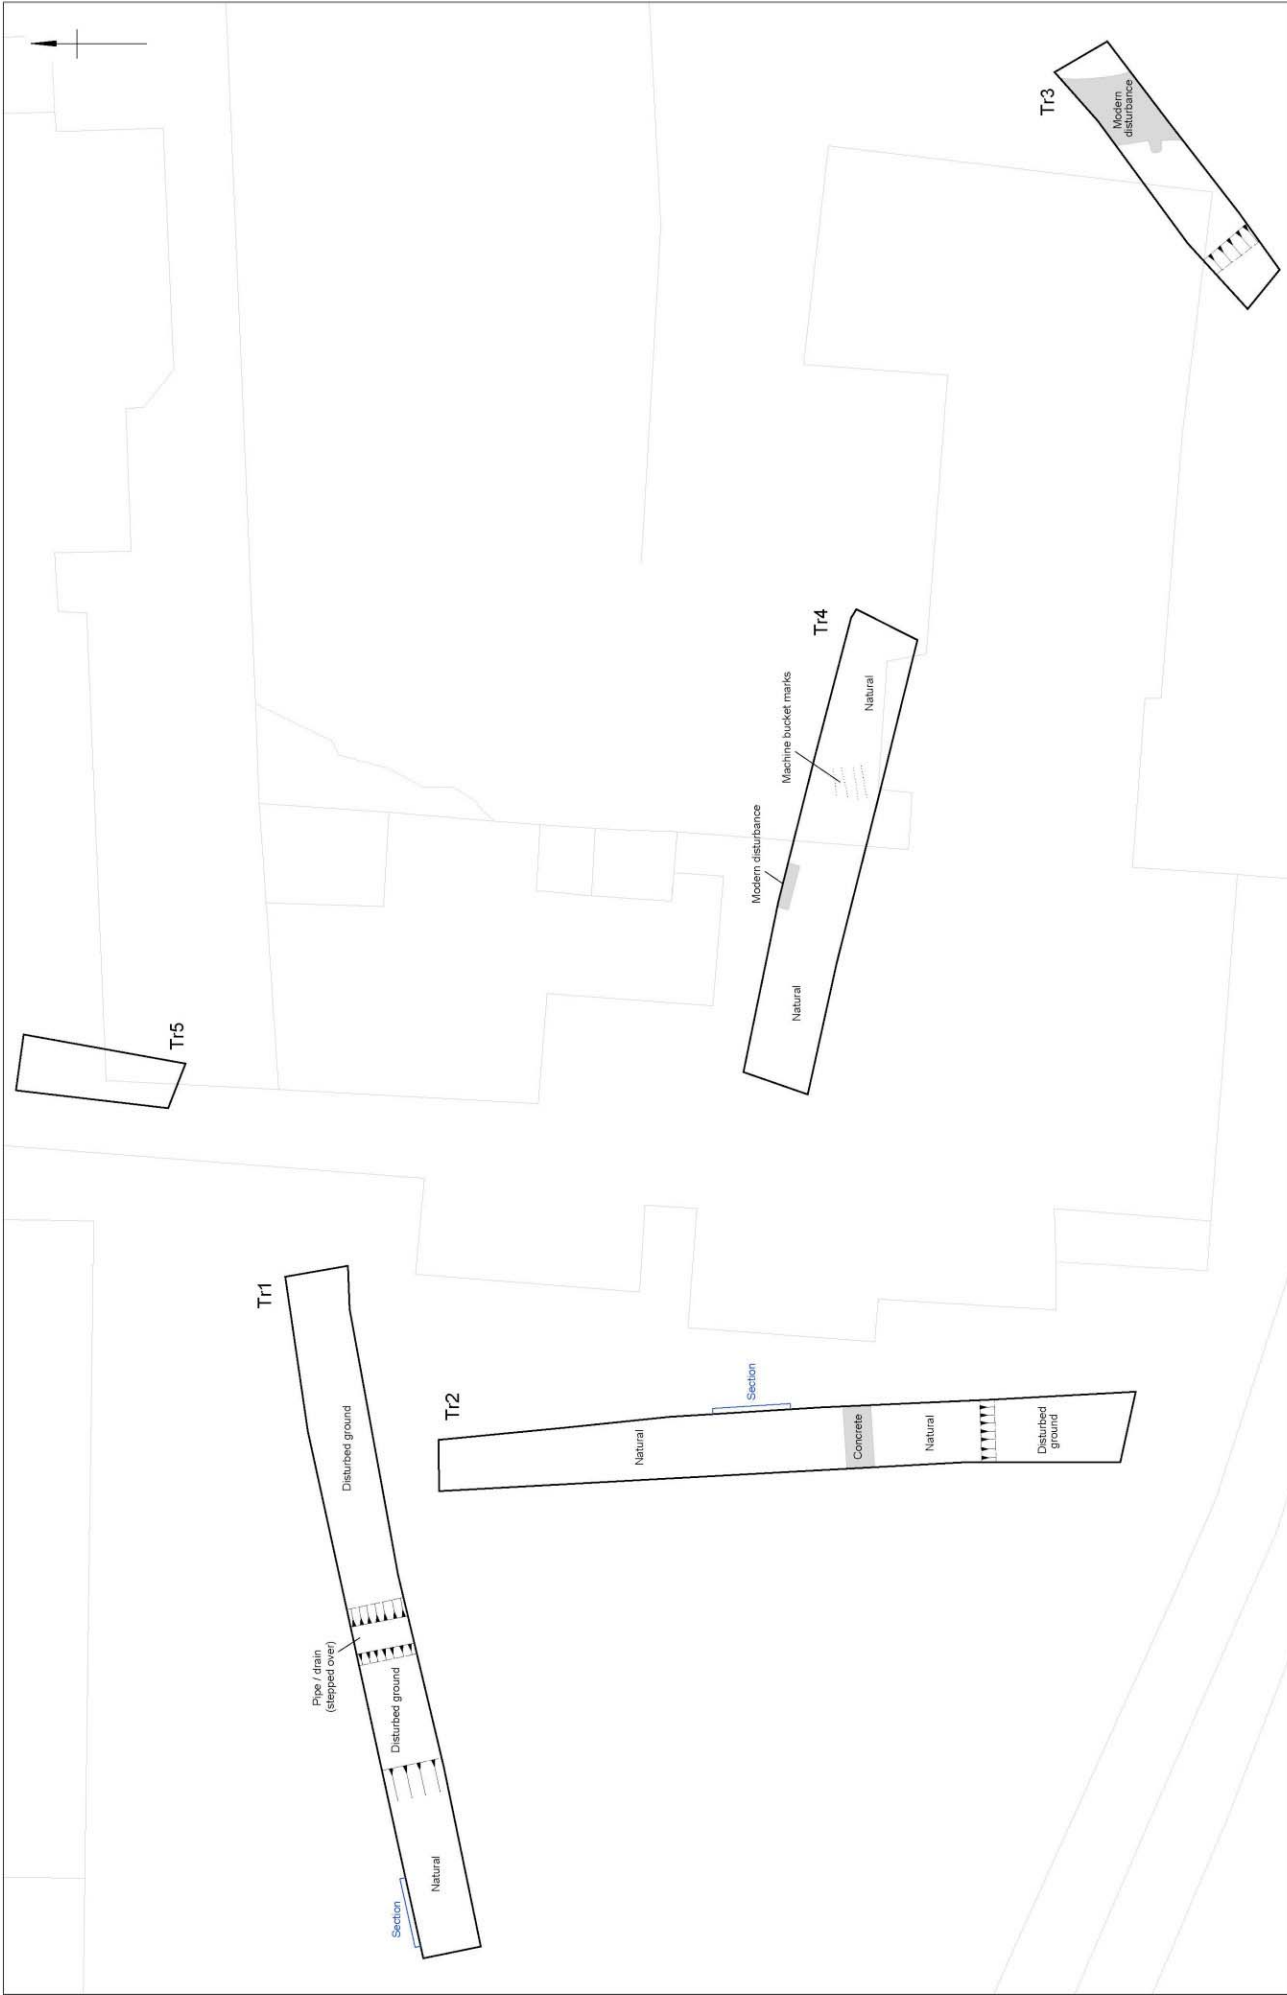 Tr5
Tr1
Disturbed ground
Pipe / drain
(stepped over)
Disturbed ground
Natural
Section
Tr2
Natural
Section
Concrete
Natural
Disturbed
ground
Tr4
Natural
Modern disturbance
Machine bucket marks
Natural
Tr3
Modern
disturbance